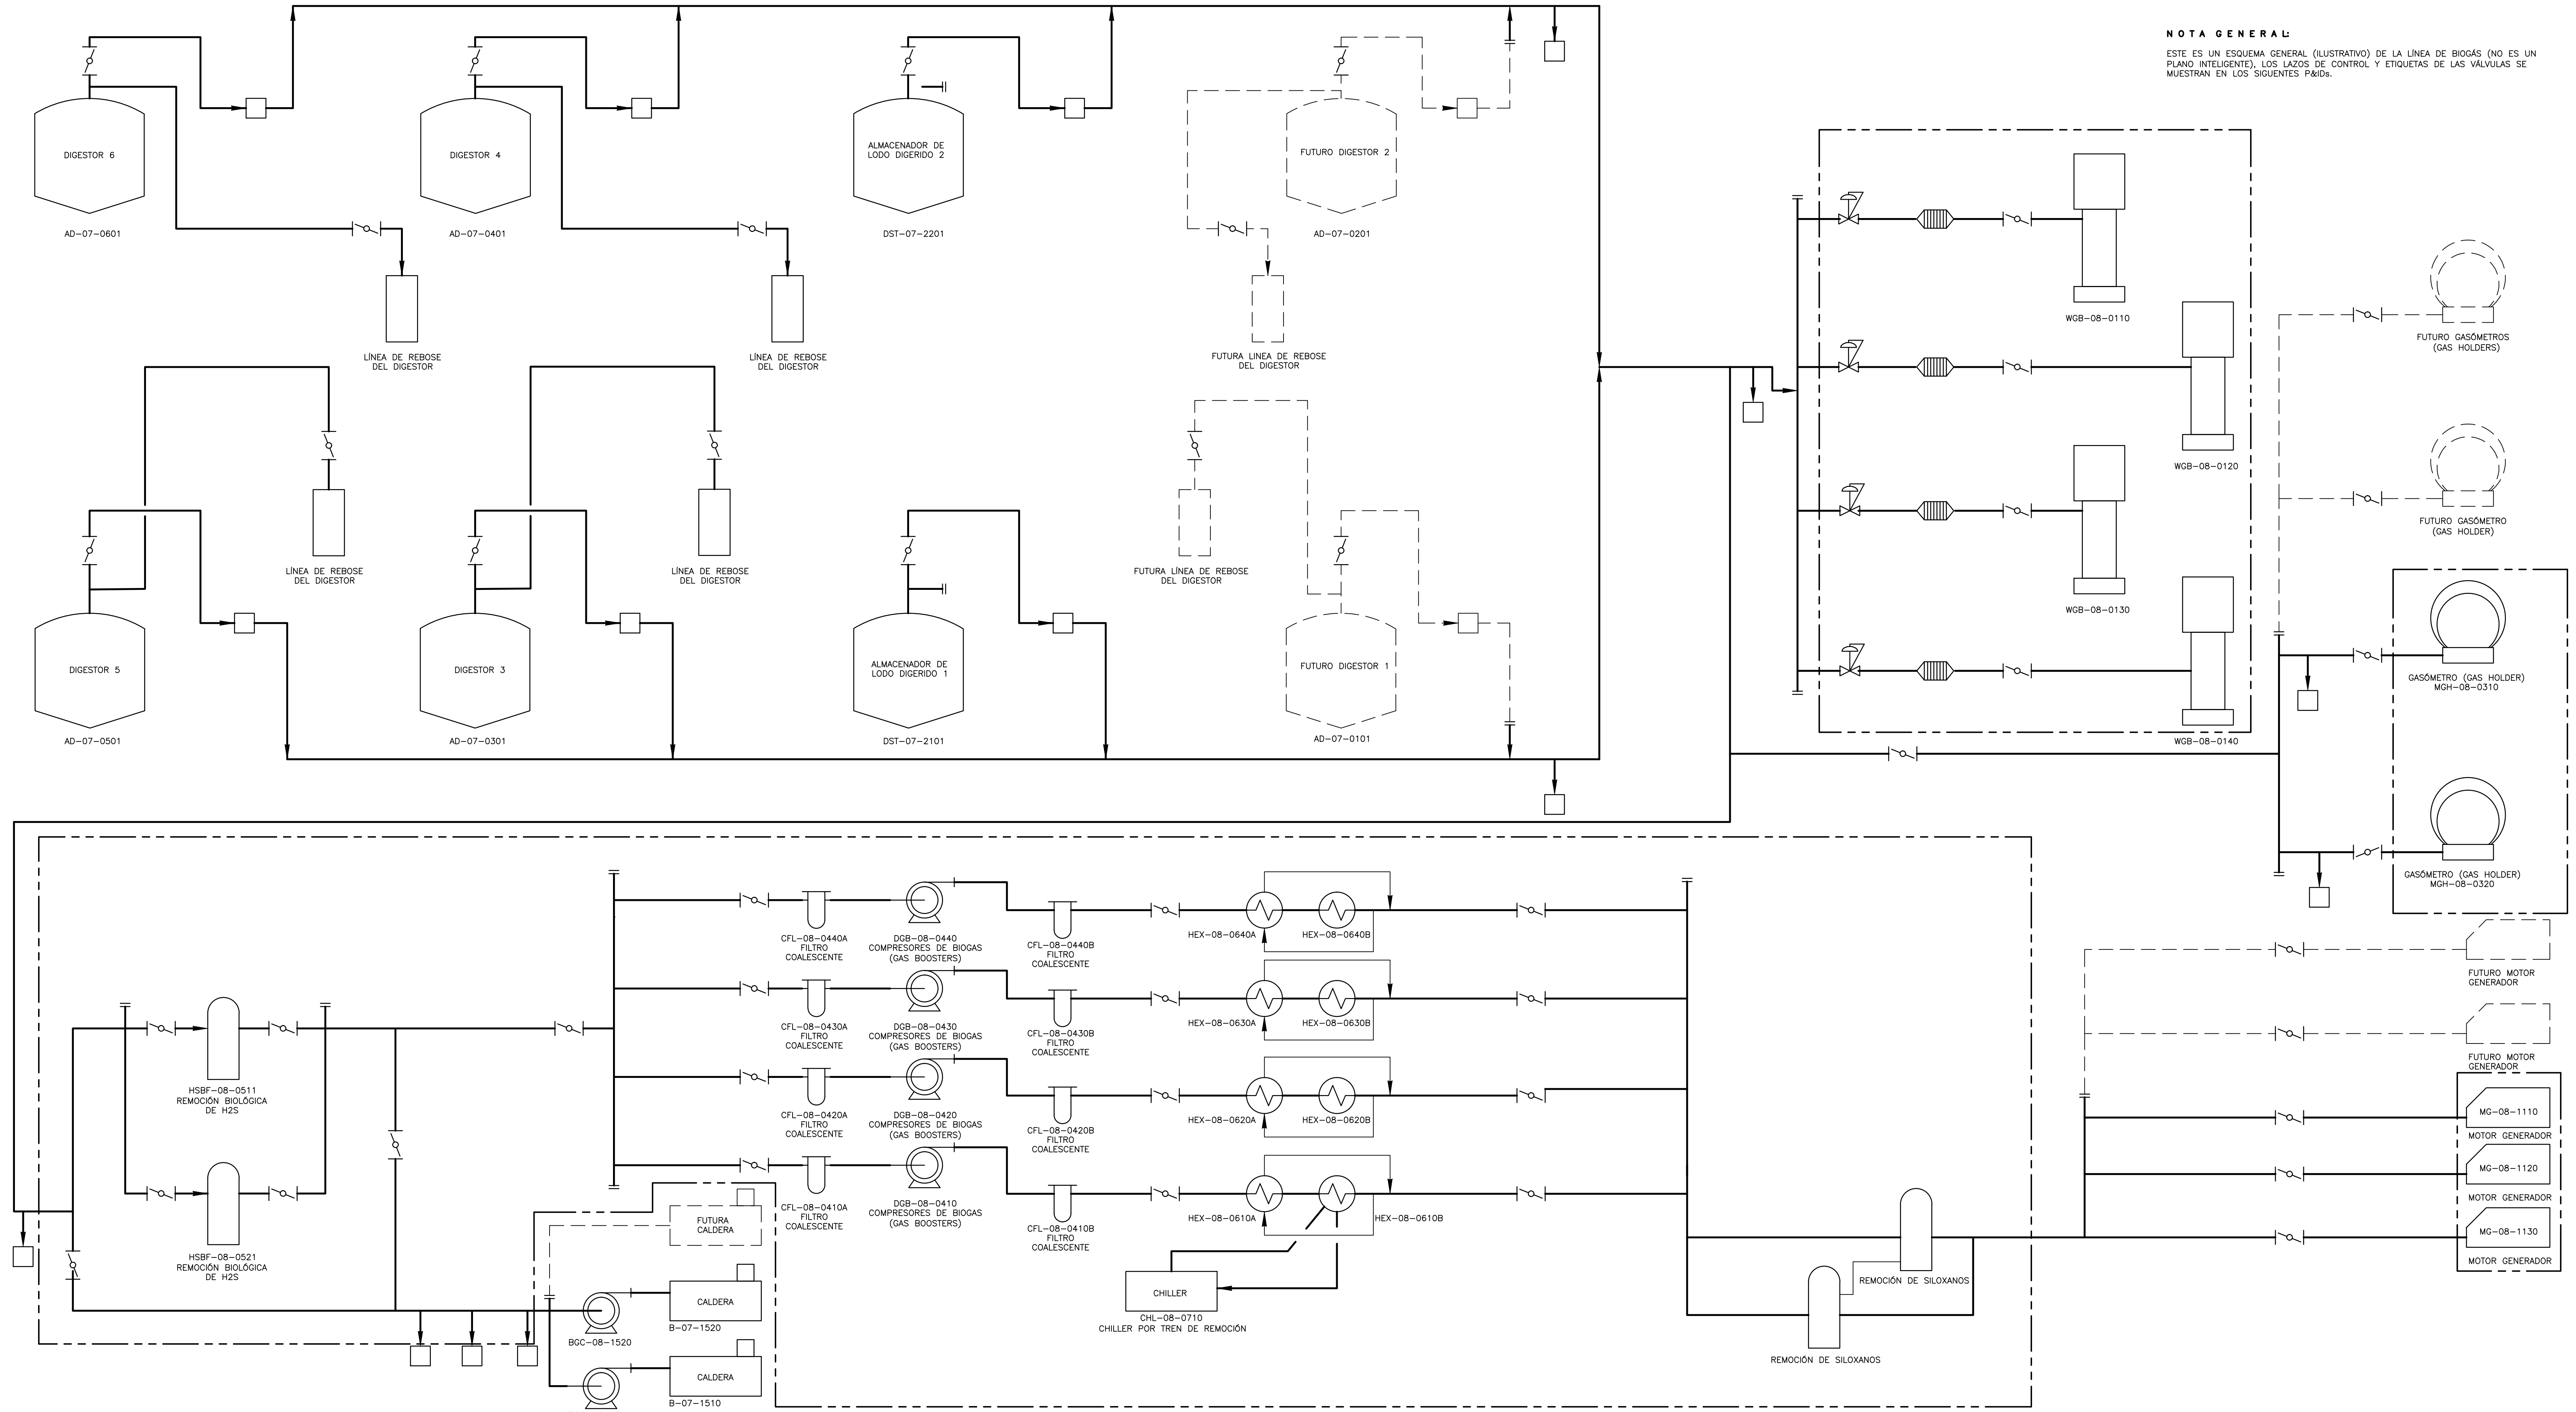 NOTA GENERAL:
ESTE ES UN ESQUEMA GENERAL (ILUSTRATIVO) DE LA LÍNEA DE BIOGÁS (NO ES UN
PLANO INTELIGENTE), LOS LAZOS DE CONTROL Y ETIQUETAS DE LAS VÁLVULAS SE
MUESTRAN EN LOS SIGUENTES P&IDs.
DIGESTOR 6
AD-07-0601
LÍNEA DE REBOSE
DEL DIGESTOR
DIGESTOR 4
AD-07-0401
LÍNEA DE REBOSE
DEL DIGESTOR
ALMACENADOR DE
LODO DIGERIDO 2
DST-07-2201
FUTURO DIGESTOR 2
AD-07-0201
FUTURA LINEA DE REBOSE
DEL DIGESTOR
DIGESTOR 5
AD-07-0501
LÍNEA DE REBOSE
DEL DIGESTOR
DIGESTOR 3
AD-07-0301
LÍNEA DE REBOSE
DEL DIGESTOR
ALMACENADOR DE
LODO DIGERIDO 1
DST-07-2101
FUTURA LÍNEA DE REBOSE
DEL DIGESTOR
FUTURO DIGESTOR 1
AD-07-0101
WGB-08-0110
WGB-08-0120
WGB-08-0130
WGB-08-0140
FUTURO GASÓMETROS
(GAS HOLDERS)
FUTURO GASÓMETRO
(GAS HOLDER)
GASÓMETRO (GAS HOLDER)
MGH-08-0310
GASÓMETRO (GAS HOLDER)
MGH-08-0320
HSBF-08-0511
REMOCIÓN BIOLÓGICA
DE H2S
HSBF-08-0521
REMOCIÓN BIOLÓGICA
DE H2S
CFL-08-0440A
FILTRO
COALESCENTE
DGB-08-0440
COMPRESORES DE BIOGAS
(GAS BOOSTERS)
CFL-08-0440B
FILTRO
COALESCENTE
HEX-08-0640A
HEX-08-0640B
CFL-08-0430A
FILTRO
COALESCENTE
DGB-08-0430
COMPRESORES DE BIOGAS
(GAS BOOSTERS)
CFL-08-0430B
FILTRO
COALESCENTE
HEX-08-0630A
HEX-08-0630B
CFL-08-0420A
FILTRO
COALESCENTE
DGB-08-0420
COMPRESORES DE BIOGAS
(GAS BOOSTERS)
CFL-08-0420B
FILTRO
COALESCENTE
HEX-08-0620A
HEX-08-0620B
CFL-08-0410A
FILTRO
COALESCENTE
DGB-08-0410
COMPRESORES DE BIOGAS
(GAS BOOSTERS)
CFL-08-0410B
FILTRO
COALESCENTE
HEX-08-0610A
HEX-08-0610B
FUTURA
CALDERA
CALDERA
B-07-1520
BGC-08-1520
CALDERA
B-07-1510
CHILLER
CHL-08-0710
CHILLER POR TREN DE REMOCIÓN
REMOCIÓN DE SILOXANOS
REMOCIÓN DE SILOXANOS
FUTURO MOTOR
GENERADOR
FUTURO MOTOR
GENERADOR
MG-08-1110
MOTOR GENERADOR
MG-08-1120
MOTOR GENERADOR
MG-08-1130
MOTOR GENERADOR